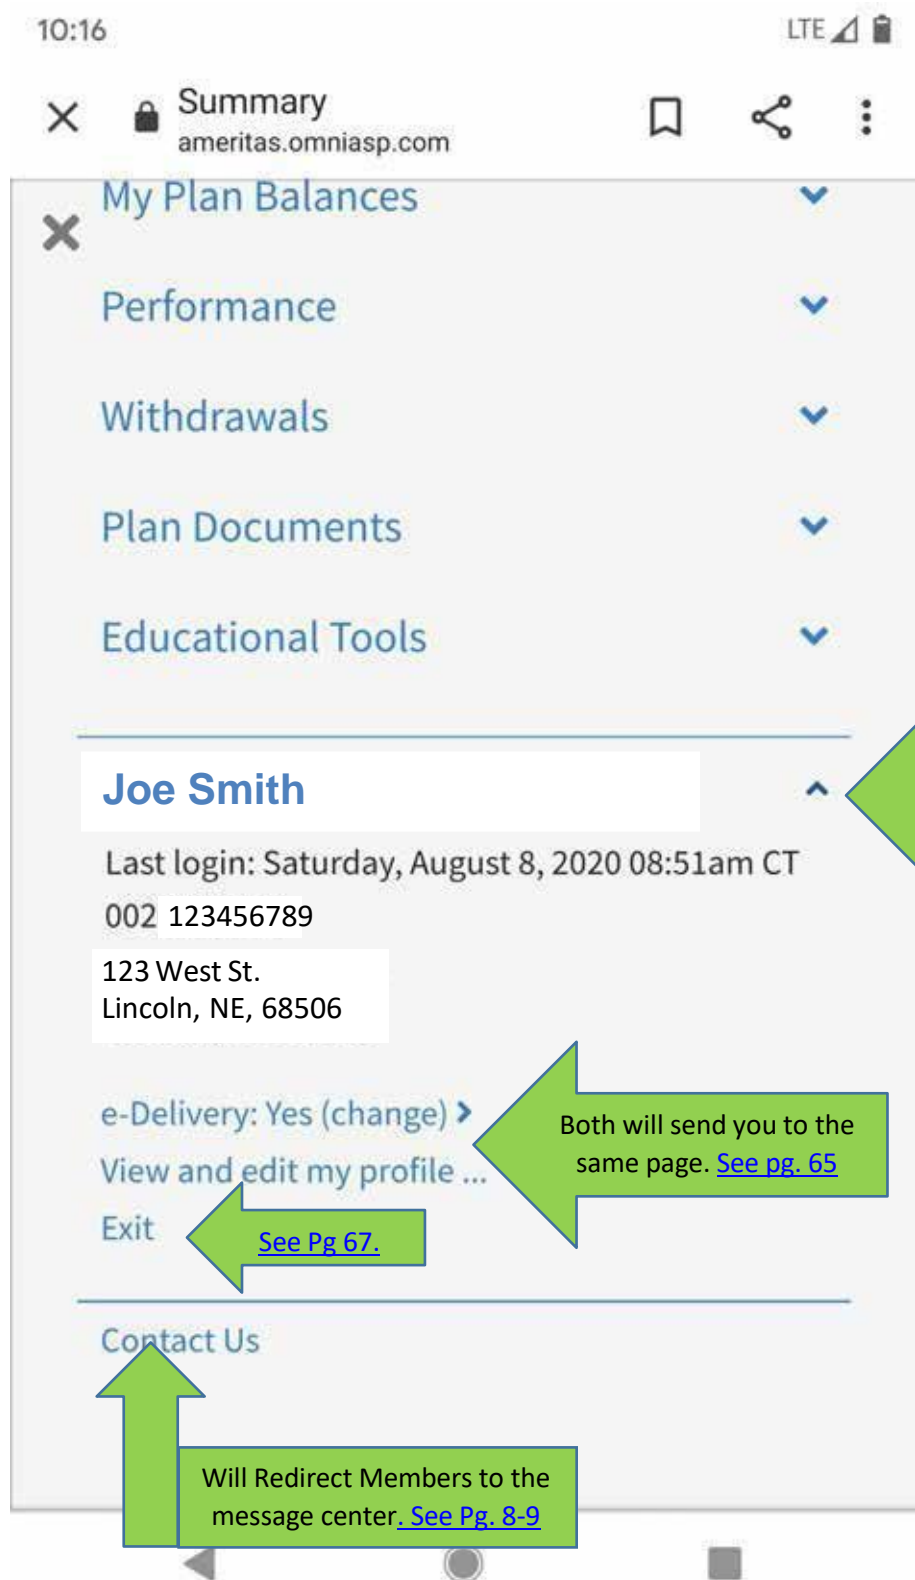 10:16 LTE
Summary
ameritas.omniasp.com
My Plan Balances
Performance
Withdrawals
Plan Documents
Educational Tools
Joe Smith
Last login: Saturday, August 8, 2020 08:51am CT
002 123456789
123 West St.
Lincoln, NE, 68506
e-Delivery: Yes (change)
View and edit my profile ...
Both will send you to the
same page. See pg. 65
Exit
See Pg 67.
Contact Us
Will Redirect Members to the
message center. See Pg. 8-9